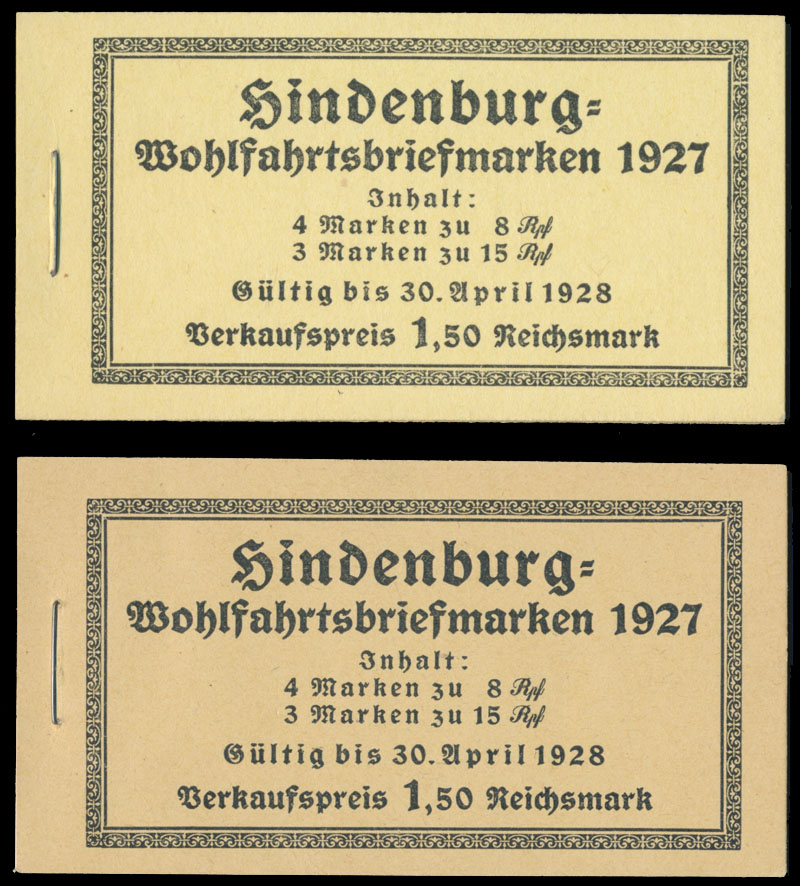 Hindenburg=
Wohlfahrtsbriefmarken 1927
Inhalt:
4 Marken zu 8 Rpf
3 Marken zu 15 Rpf
Gültig bis 30. April 1928
Verkaufspreis 1,50 Reichsmark
Hindenburg=
Wohlfahrtsbriefmarken 1927
Inhalt:
4 Marken zu 8 Rpf
3 Marken zu 15 Rpf
Gültig bis 30. April 1928
Verkaufspreis 1,50 Reichsmark